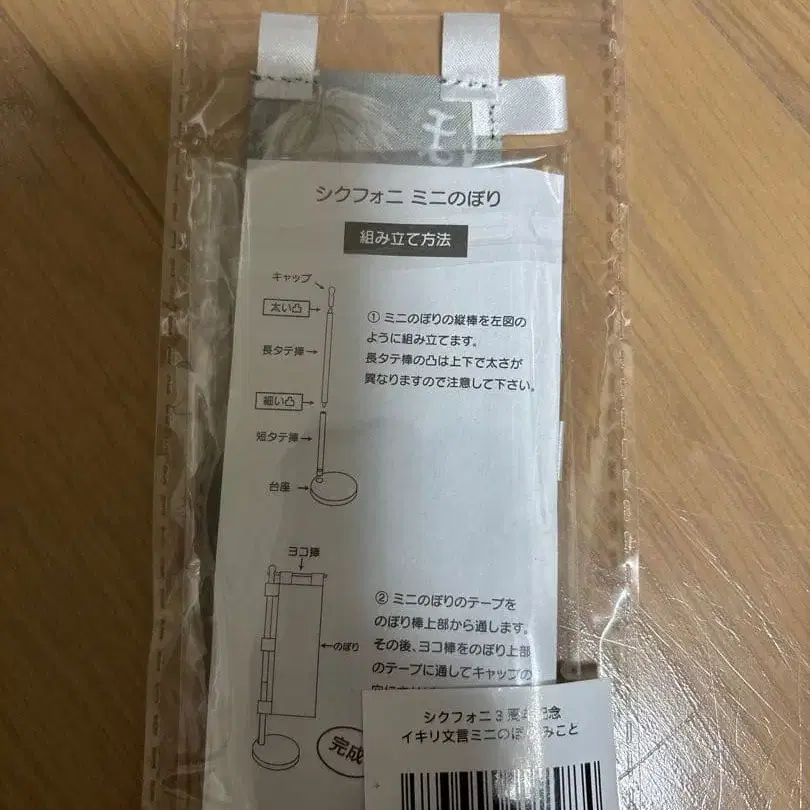 モ
シクフォニ ミニのぼり
組み立て方法
キャップ
太い凸
長タテ棒
細い凸
短タテ棒
台座
① ミニのぼりの縦棒を左図の
ように組み立てます。
長タテ棒の凸は上下で太さが
異なりますので注意して下さい。
ヨコ棒
のぼり
完成
② ミニのぼりのテープを
のぼり棒上部から通します。
その後、ヨコ棒をのぼり上部
のテープに通してキャップの
シクフォニ3周年記念
イキリ文言ミニのぼり みこと